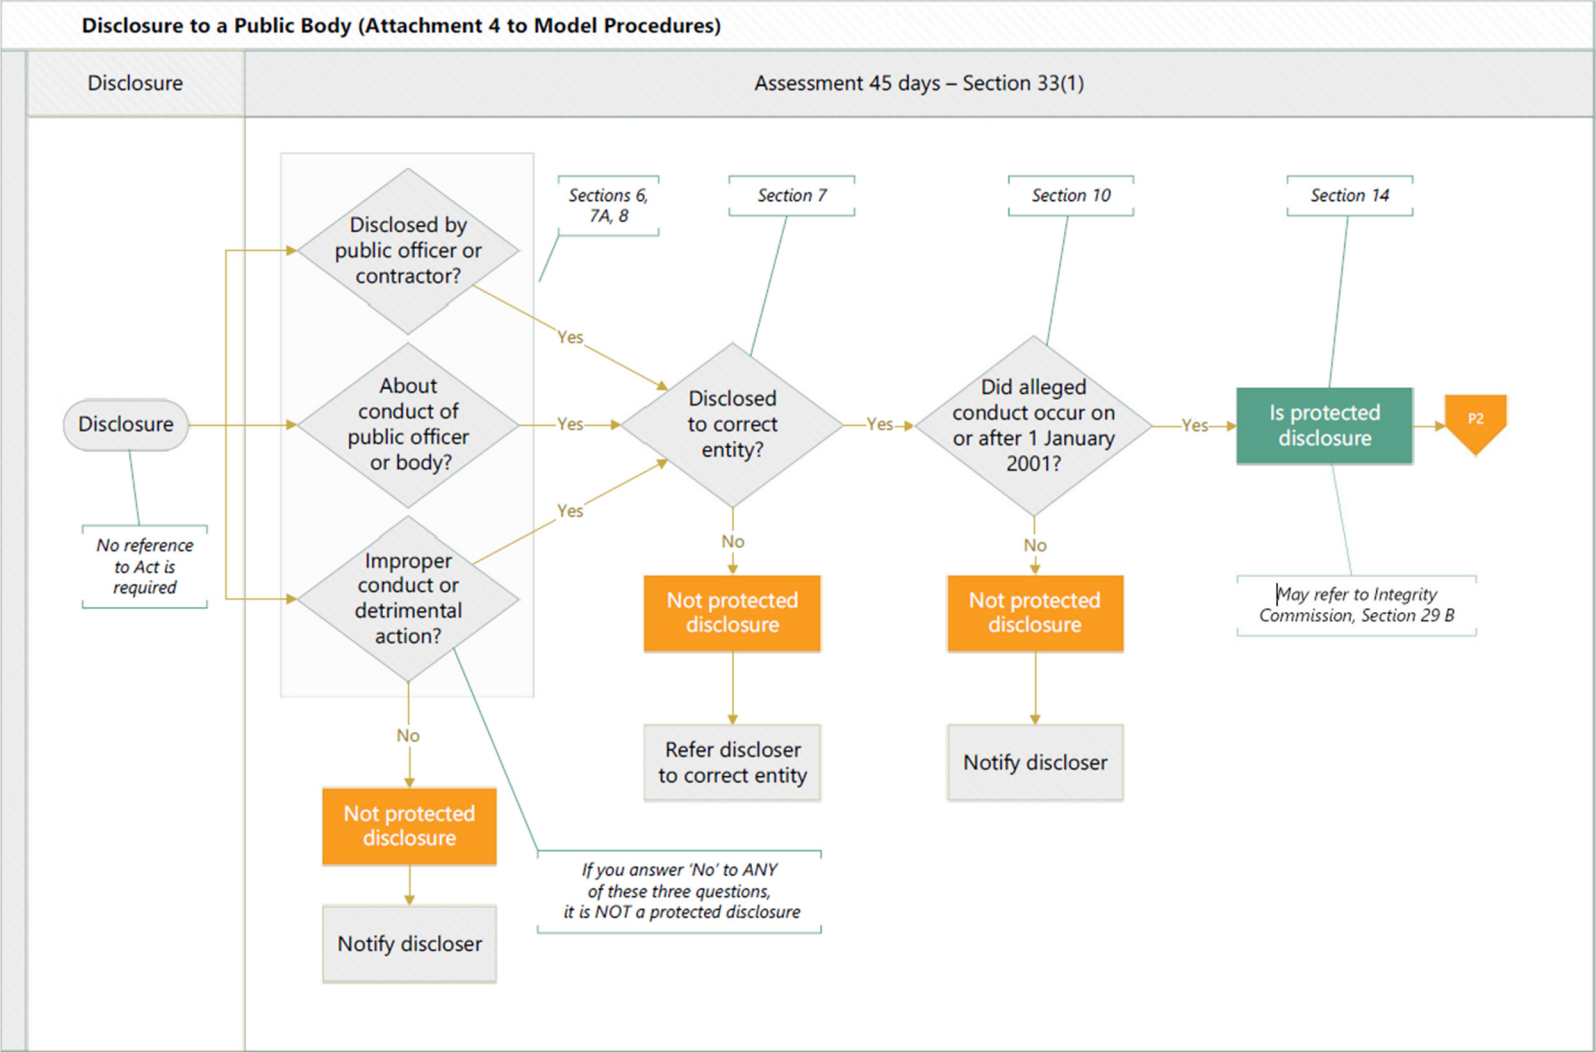 Disclosure to a Public Body (Attachment 4 to Model Procedures)
Disclosure
Assessment 45 days – Section 33(1)
Disclosure
No reference
to Act is
required
Disclosed by
public officer or
contractor?
About
conduct of
public officer
or body?
Improper
conduct or
detrimental
action?
Sections 6,
7A, 8
Yes
Yes
Yes
No
Not protected
disclosure
Notify discloser
If you answer ‘No’ to ANY
of these three questions,
it is NOT a protected disclosure
Section 7
Disclosed
to correct
entity?
Yes
No
Not protected
disclosure
Refer discloser
to correct entity
Section 10
Did alleged
conduct occur on
or after 1 January
2001?
Yes
No
Not protected
disclosure
Notify discloser
Section 14
Is protected
disclosure
P2
May refer to Integrity
Commission, Section 29 B